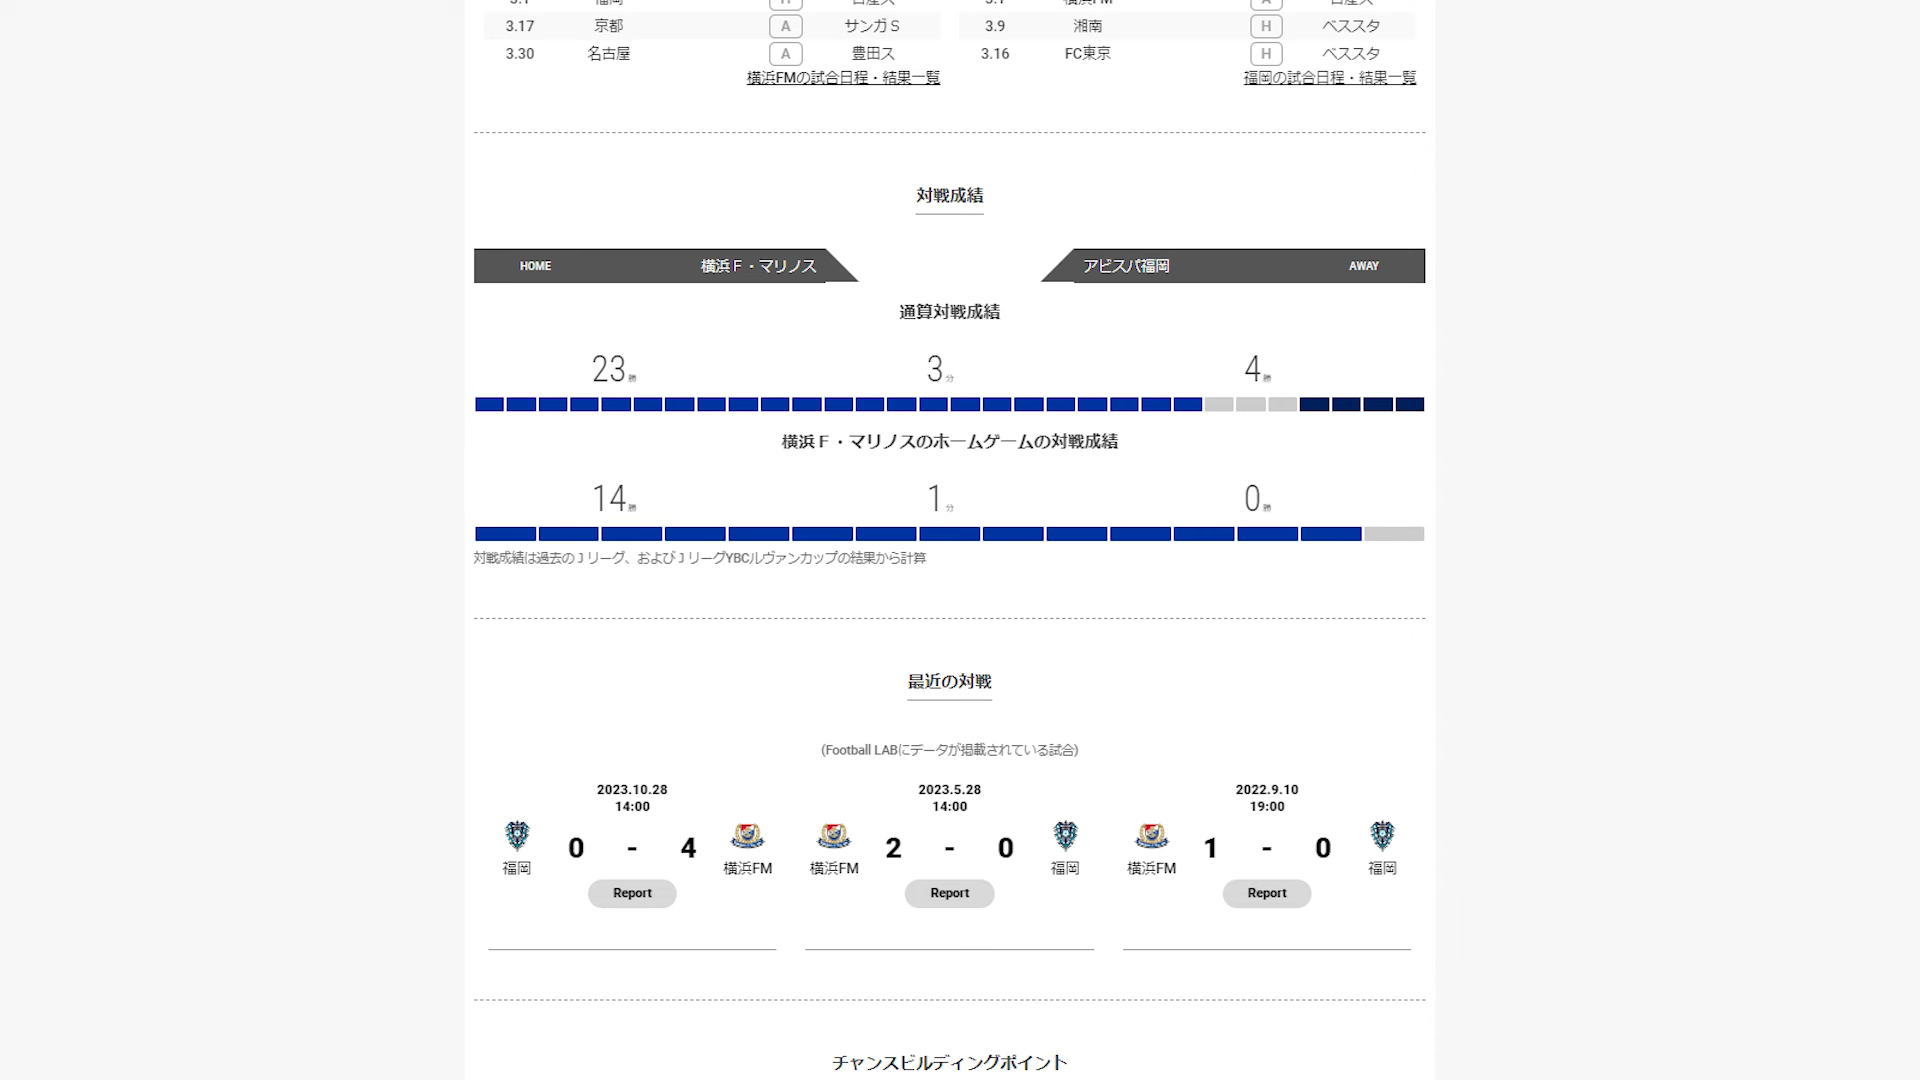 3.17 京都 A サンガS 3.9 湘南 H ベススタ
3.30 名古屋 A 豊田ス 3.16 FC東京 H ベススタ
横浜FMの試合日程・結果一覧 福岡の試合日程・結果一覧
対戦成績
HOME 横浜F・マリノス アビスパ福岡 AWAY
通算対戦成績
23勝 3分 4勝
横浜F・マリノスのホームゲームの対戦成績
14勝 1分 0勝
対戦成績は過去のJリーグ、およびJリーグYBCルヴァンカップの結果から計算
最近の対戦
(Football LABにデータが掲載されている試合)
2023.10.28 2023.5.28 2022.9.10
14:00 14:00 19:00
0 - 4 2 - 0 1 - 0
福岡 横浜FM 横浜FM 福岡 横浜FM 福岡
Report Report Report
チャンスビルディングポイント